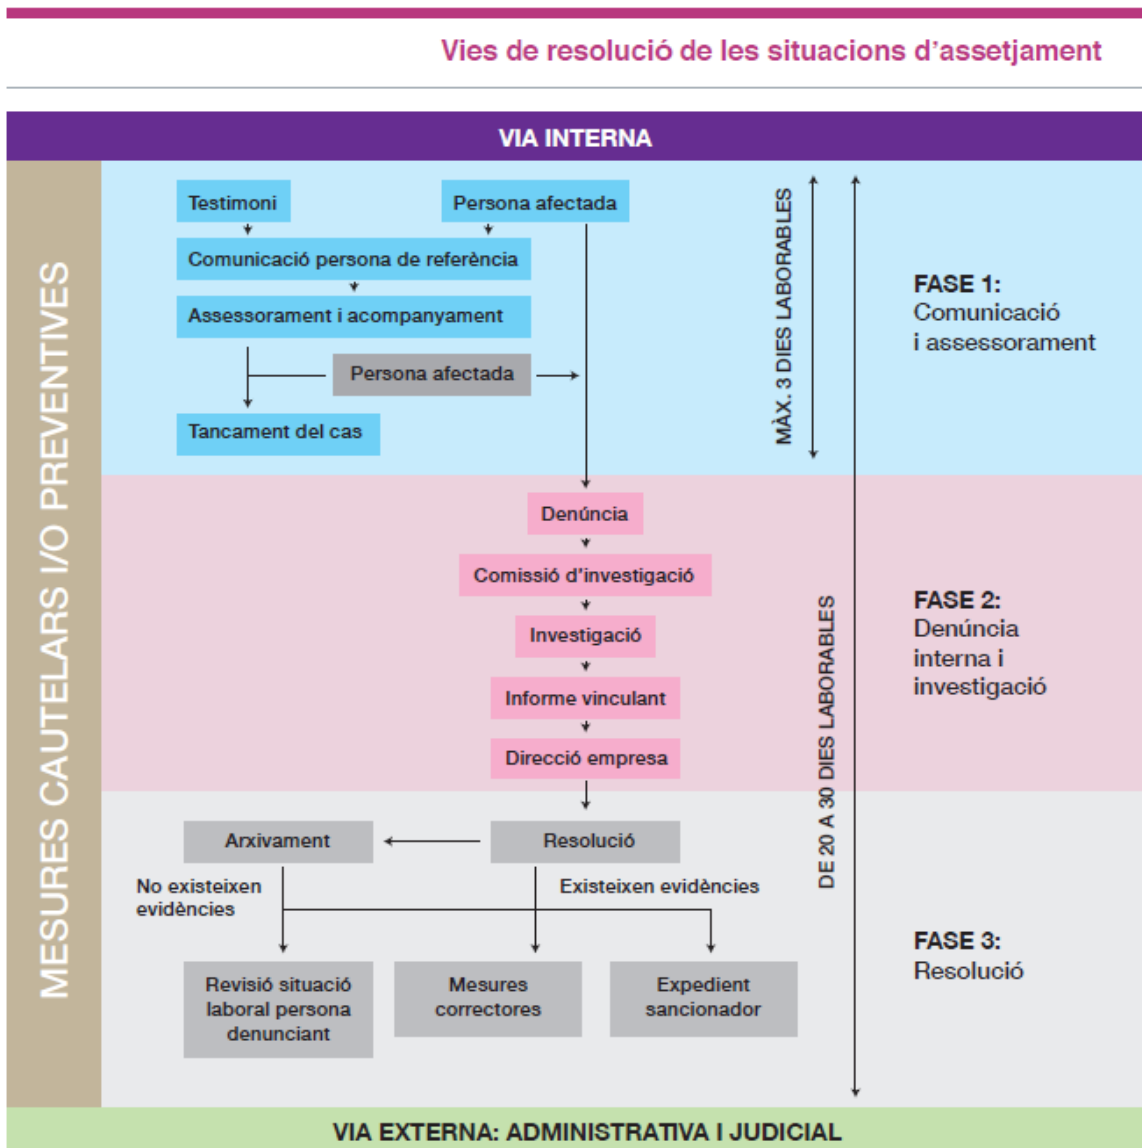 Vies de resolució de les situacions d'assetjament
VIA INTERNA
MESURES CAUTELARS I/O PREVENTIVES
Testimoni
Persona afectada
Comunicació persona de referència
Assessorament i acompanyament
Persona afectada
Tancament del cas
MÀX. 3 DIES LABORABLES
FASE 1:
Comunicació
i assessorament
Denúncia
Comissió d'investigació
Investigació
Informe vinculant
Direcció empresa
DE 20 A 30 DIES LABORABLES
FASE 2:
Denúncia
interna i
investigació
Arxivament
Resolució
No existeixen
evidències
Existeixen evidències
Revisió situació
laboral persona
denunciant
Mesures
correctores
Expedient
sancionador
FASE 3:
Resolució
VIA EXTERNA: ADMINISTRATIVA I JUDICIAL